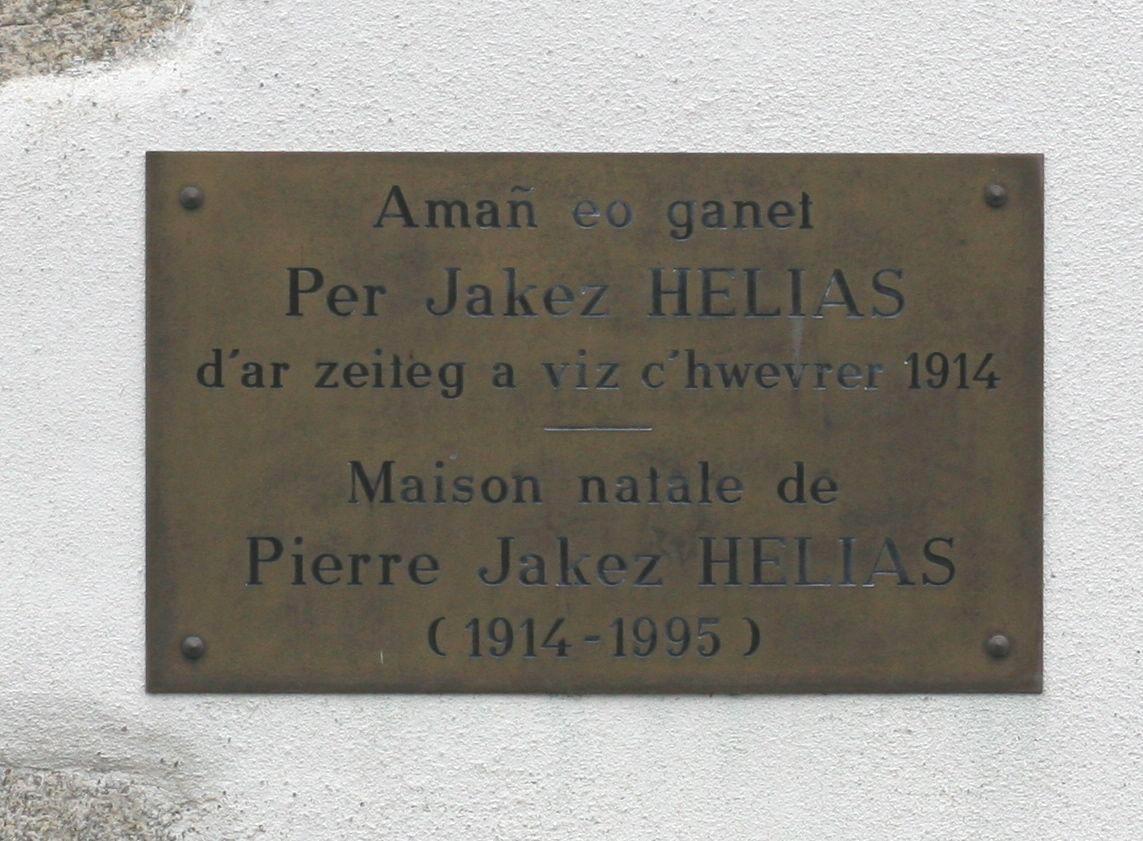 Amañ eo ganet
Per Jakez HELIAS
d'ar zeiteg a viz c'hwevrer 1914
Maison natale de
Pierre Jakez HELIAS
(1914-1995)